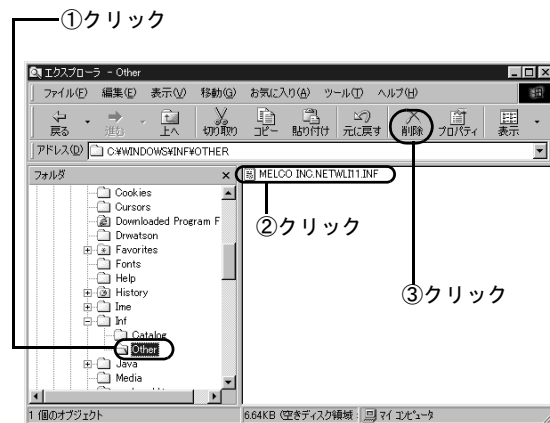 ①クリック
エクスプローラ - Other
ファイル(F) 編集(E) 表示(V) 移動(G) お気に入り(A) ツール(T) ヘルプ(H)
戻る 進む 上へ 切り取り コピー 貼り付け 元に戻す 削除 プロパティ 表示
アドレス(D) C:¥WINDOWS¥INF¥OTHER
フォルダ ×
MELCO INC.NETWLI11.INF
Cookies
Cursors
Downloaded Program F
Drwatson
Favorites
Fonts
Help
History
Ime
Inf
Catalog
Other
Java
Media
②クリック
③クリック
1 個のオブジェクト 6.64KB (空きディスク領域: マイ コンピュータ